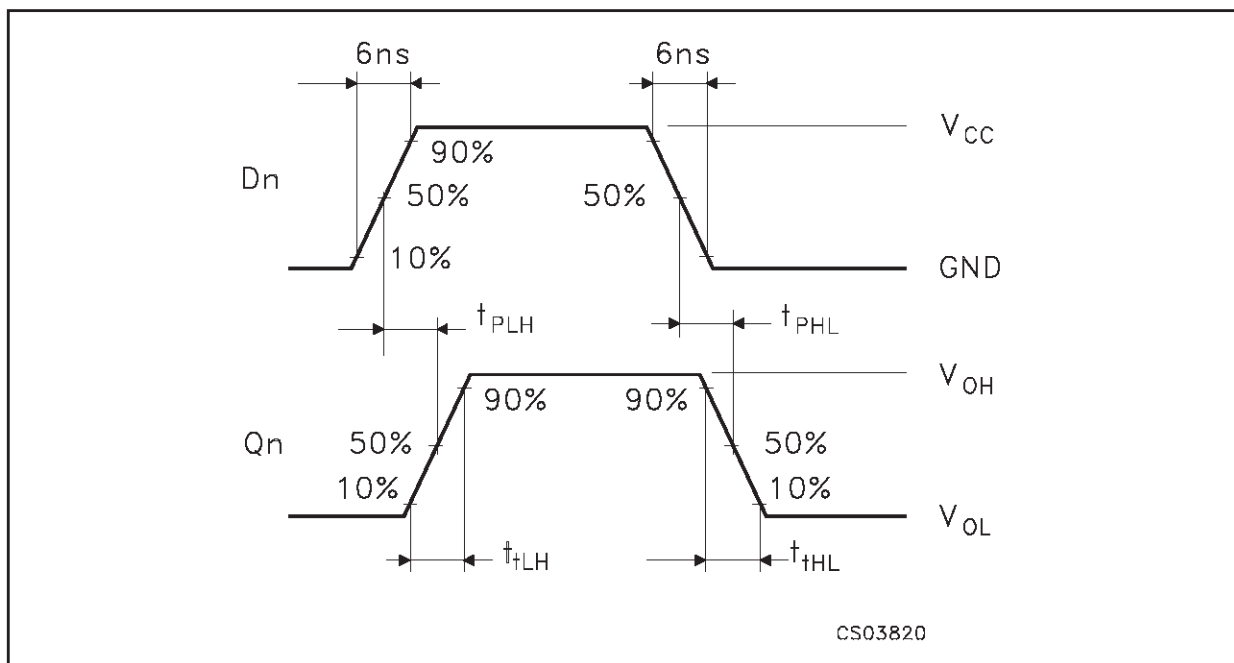 6ns 6ns
V_CC
90%
Dn 50% 50%
10% GND
t_PLH t_PHL
V_OH
90% 90%
Qn 50% 50%
10% 10%
V_OL
t_tLH t_tHL
CS03820